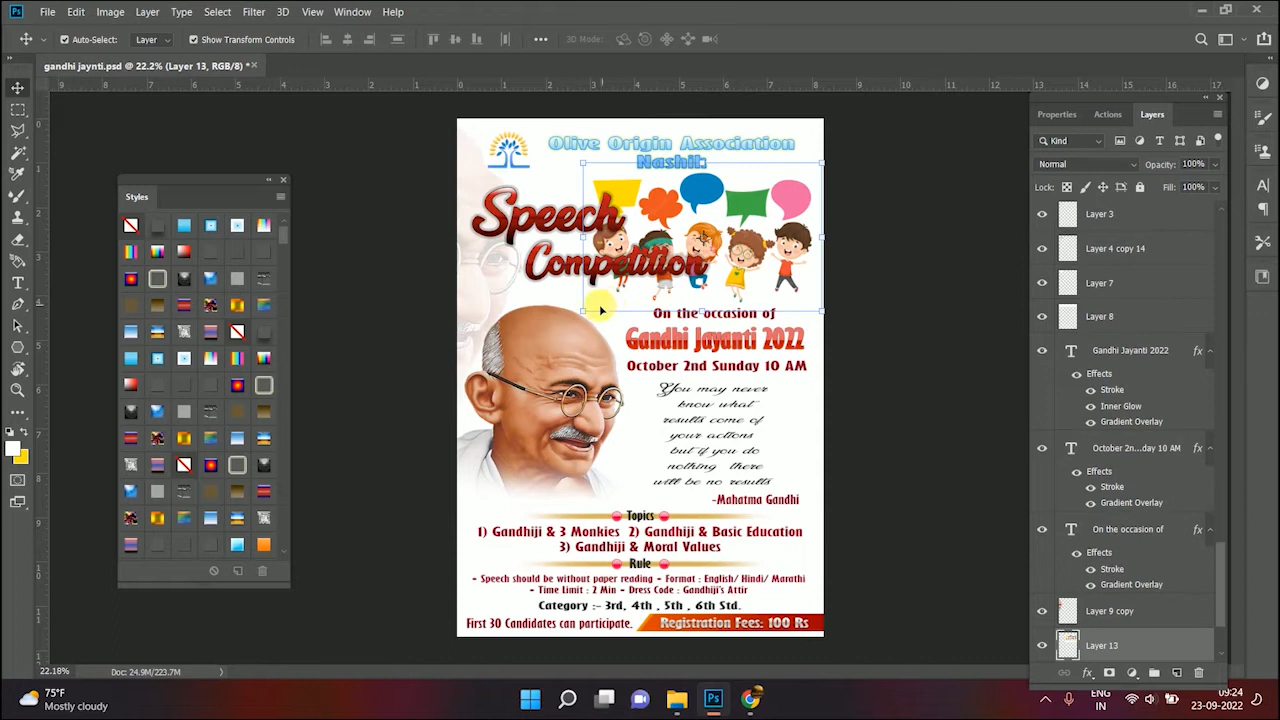 File Edit Image Layer Type Select Filter 3D View Window Help
Auto-Select: Layer Show Transform Controls 3D Mode:
gandhi jaynti.psd @ 22.2% (Layer 13, RGB/8) *
Styles
Olive Origin Association
Nashik
Speech
Competition
On the occasion of
Gandhi Jayanti 2022
October 2nd Sunday 10 AM
You may never
know what
results come of
your actions
but if you do
nothing there
will be no results
-Mahatma Gandhi
Topics
1) Gandhiji & 3 Monkies 2) Gandhiji & Basic Education
3) Gandhiji & Moral Values
Rule
- Speech should be without paper reading - Format : English/ Hindi/ Marathi
- Time Limit : 2 Min - Dress Code : Gandhiji's Attir
Category :- 3rd, 4th , 5th , 6th Std.
First 30 Candidates can participate. Registration Fees: 100 Rs
Properties Actions Layers
Kind
Normal Opacity: 100%
Lock: Fill: 100%
Layer 3
Layer 4 copy 14
Layer 7
Layer 8
Gandhi Jayanti 2022 fx
Effects
Stroke
Inner Glow
Gradient Overlay
October 2n...day 10 AM fx
Effects
Stroke
Gradient Overlay
On the occasion of fx
Effects
Stroke
Gradient Overlay
Layer 9 copy
Layer 13
22.18% Doc: 24.9M/223.7M
75°F
Mostly cloudy
ENG
IN
09:24
23-09-2022